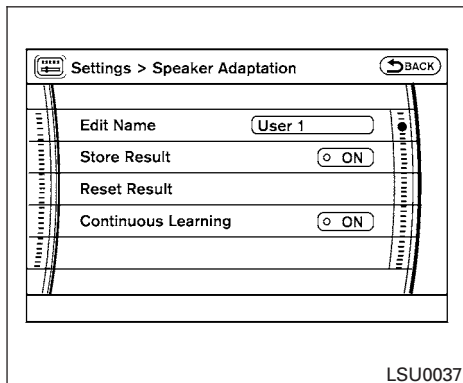 Settings > Speaker Adaptation BACK
Edit Name User 1
Store Result ON
Reset Result
Continuous Learning ON
LSU0037